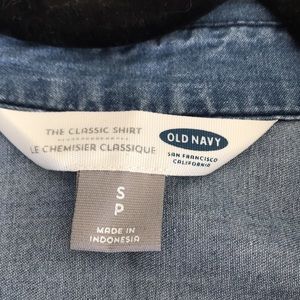 THE CLASSIC SHIRT
LE CHEMISIER CLASSIQUE
OLD NAVY
SAN FRANCISCO
CALIFORNIA
S
P
MADE IN
INDONESIA